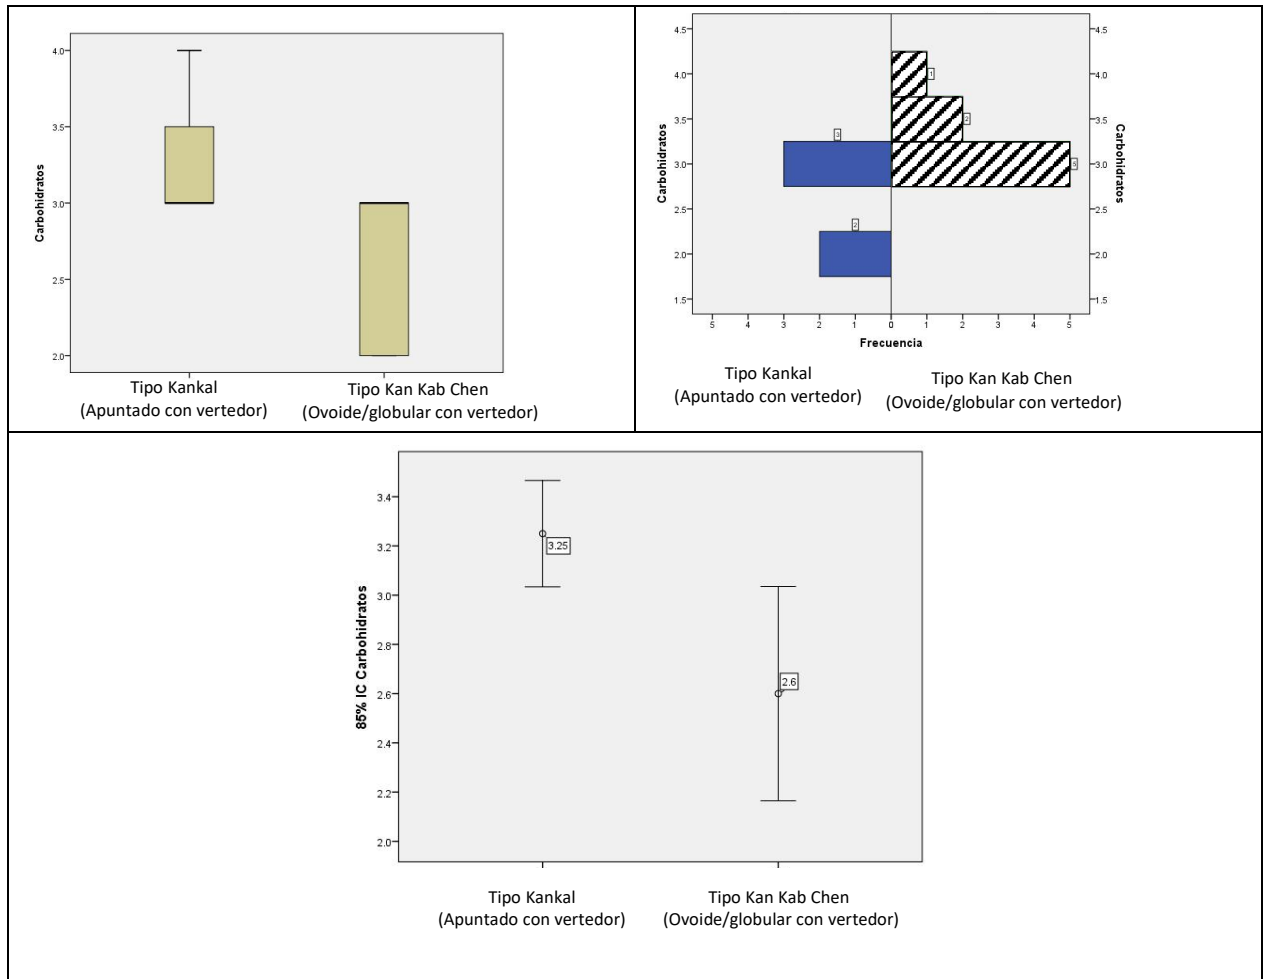 4.0
3.5
3.0
2.5
2.0
Carbohidratos
Tipo Kankal
(Apuntado con vertedor)
Tipo Kan Kab Chen
(Ovoide/globular con vertedor)
4.5
4.0
3.5
3.0
2.5
2.0
1.5
Carbohidratos
1
2
3
5
2
4.5
4.0
3.5
3.0
2.5
2.0
1.5
Carbohidratos
5 4 3 2 1 0 1 2 3 4 5
Frecuencia
Tipo Kankal
(Apuntado con vertedor)
Tipo Kan Kab Chen
(Ovoide/globular con vertedor)
3.4
3.2
3.0
2.8
2.6
2.4
2.2
2.0
85% IC Carbohidratos
3.25
2.6
Tipo Kankal
(Apuntado con vertedor)
Tipo Kan Kab Chen
(Ovoide/globular con vertedor)